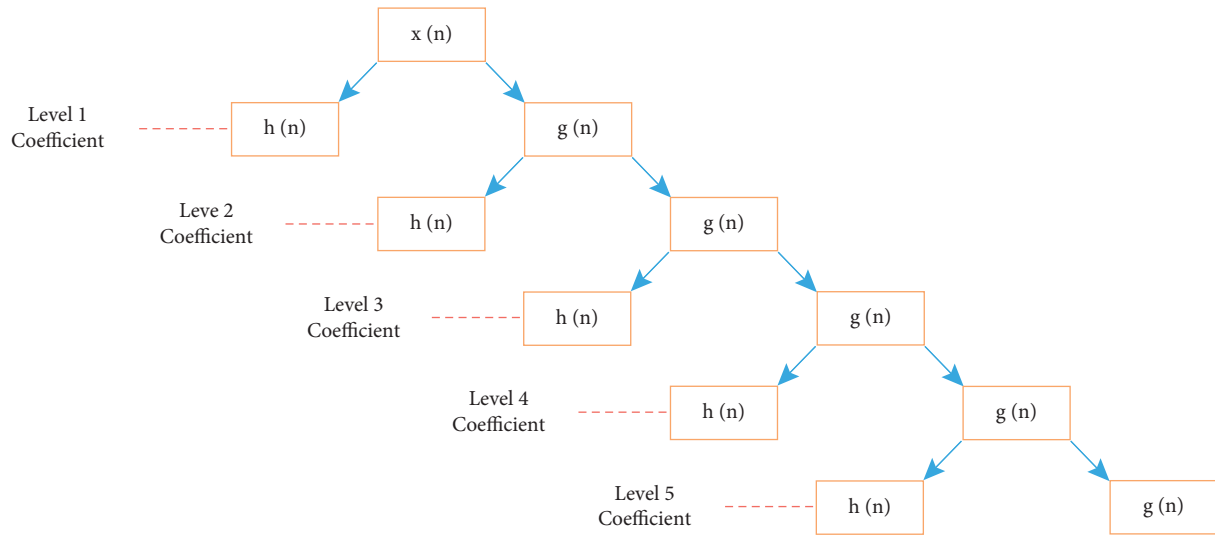 x (n)
Level 1
Coefficient
h (n)
g (n)
Leve 2
Coefficient
h (n)
g (n)
Level 3
Coefficient
h (n)
g (n)
Level 4
Coefficient
h (n)
g (n)
Level 5
Coefficient
h (n)
g (n)